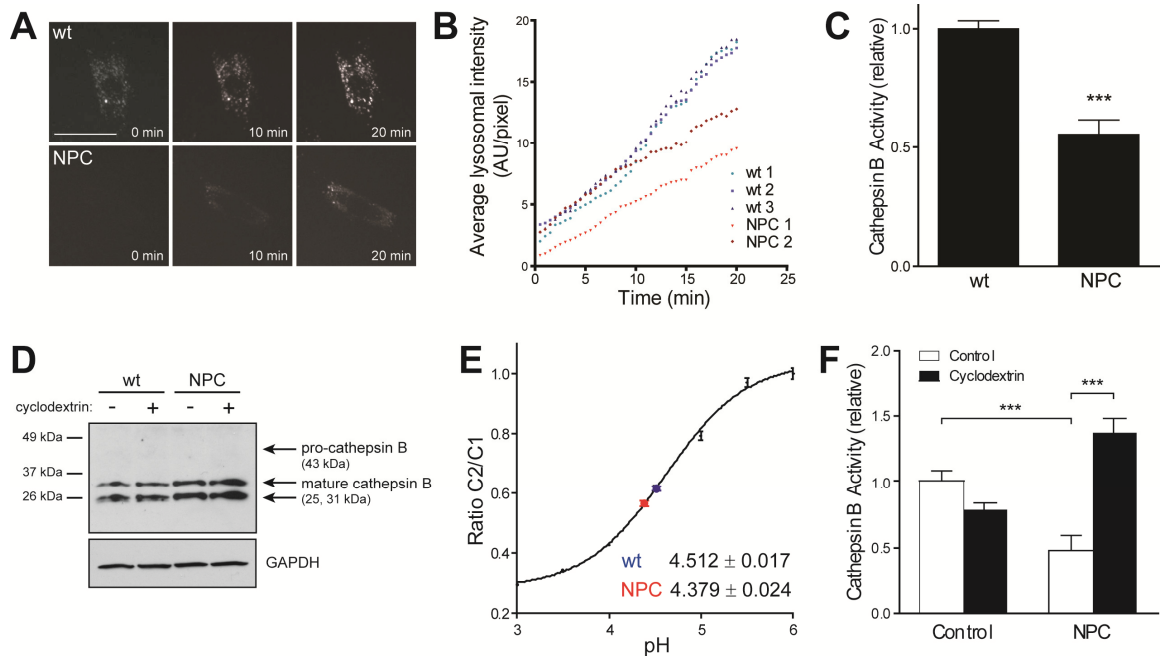 A
wt
0 min
10 min
20 min
NPC
0 min
10 min
20 min
B
Average lysosomal intensity
(AU/pixel)
20
15
10
5
0
0
5
10
15
20
25
Time (min)
wt 1
wt 2
wt 3
NPC 1
NPC 2
C
Cathepsin B Activity (relative)
1.0
0.5
0.0
***
wt
NPC
D
wt
NPC
cyclodextrin:
-
+
-
+
49 kDa
37 kDa
26 kDa
pro-cathepsin B
(43 kDa)
mature cathepsin B
(25, 31 kDa)
GAPDH
E
Ratio C2/C1
1.0
0.8
0.6
0.4
0.2
3
4
5
6
pH
wt 4.512 ± 0.017
NPC 4.379 ± 0.024
F
Control
Cyclodextrin
Cathepsin B Activity (relative)
2.0
1.5
1.0
0.5
0.0
***
***
Control
NPC